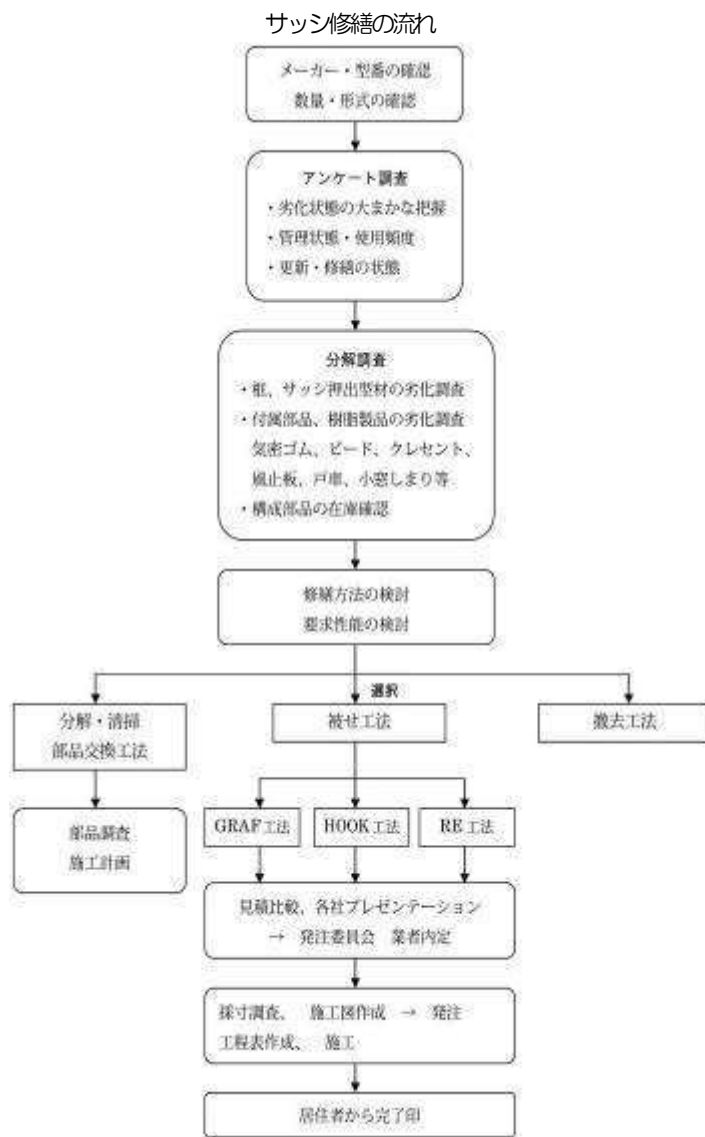 サッシ修繕の流れ
メーカー・型番の確認
数量・形式の確認
アンケート調査
・劣化状態の大まかな把握
・管理状態・使用頻度
・更新・修繕の状態
分解調査
・框、サッシ押出型材の劣化調査
・付属部品、樹脂製品の劣化調査
気密ゴム、ビード、クレセント、
風止板、戸車、小窓しまり等
・構成部品の在庫確認
修繕方法の検討
要求性能の検討
選択
分解・清掃
部品交換工法
被せ工法
撤去工法
GRAF工法
HOOK工法
RE工法
部品調査
施工計画
見積比較、各社プレゼンテーション
→ 発注委員会 業者内定
採寸調査、 施工図作成 → 発注
工程表作成、 施工
居住者から完了印